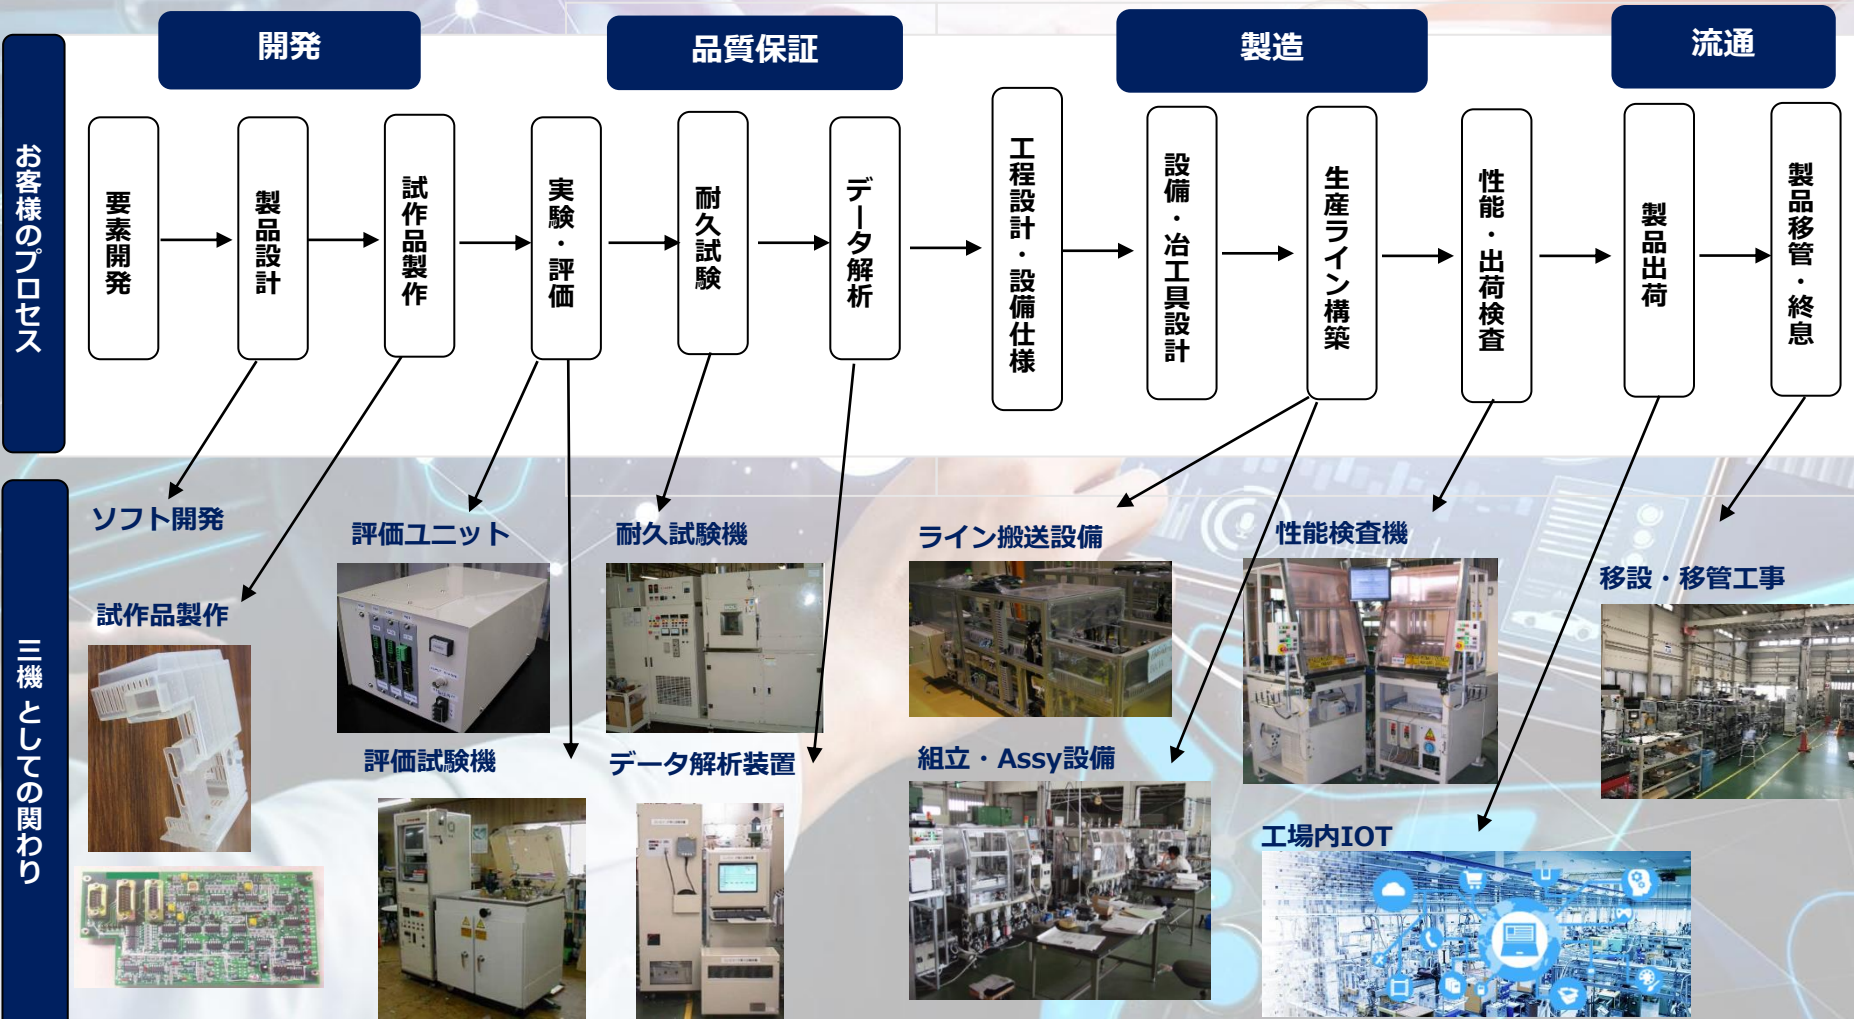 開発
品質保証
製造
流通
お客様のプロセス
要素開発
製品設計
試作品製作
実験・評価
耐久試験
データ解析
工程設計・設備仕様
設備・冶工具設計
生産ライン構築
性能・出荷検査
製品出荷
製品移管・終息
三機 としての関わり
ソフト開発
試作品製作
評価ユニット
評価試験機
耐久試験機
データ解析装置
ライン搬送設備
組立・Assy設備
性能検査機
工場内IOT
移設・移管工事